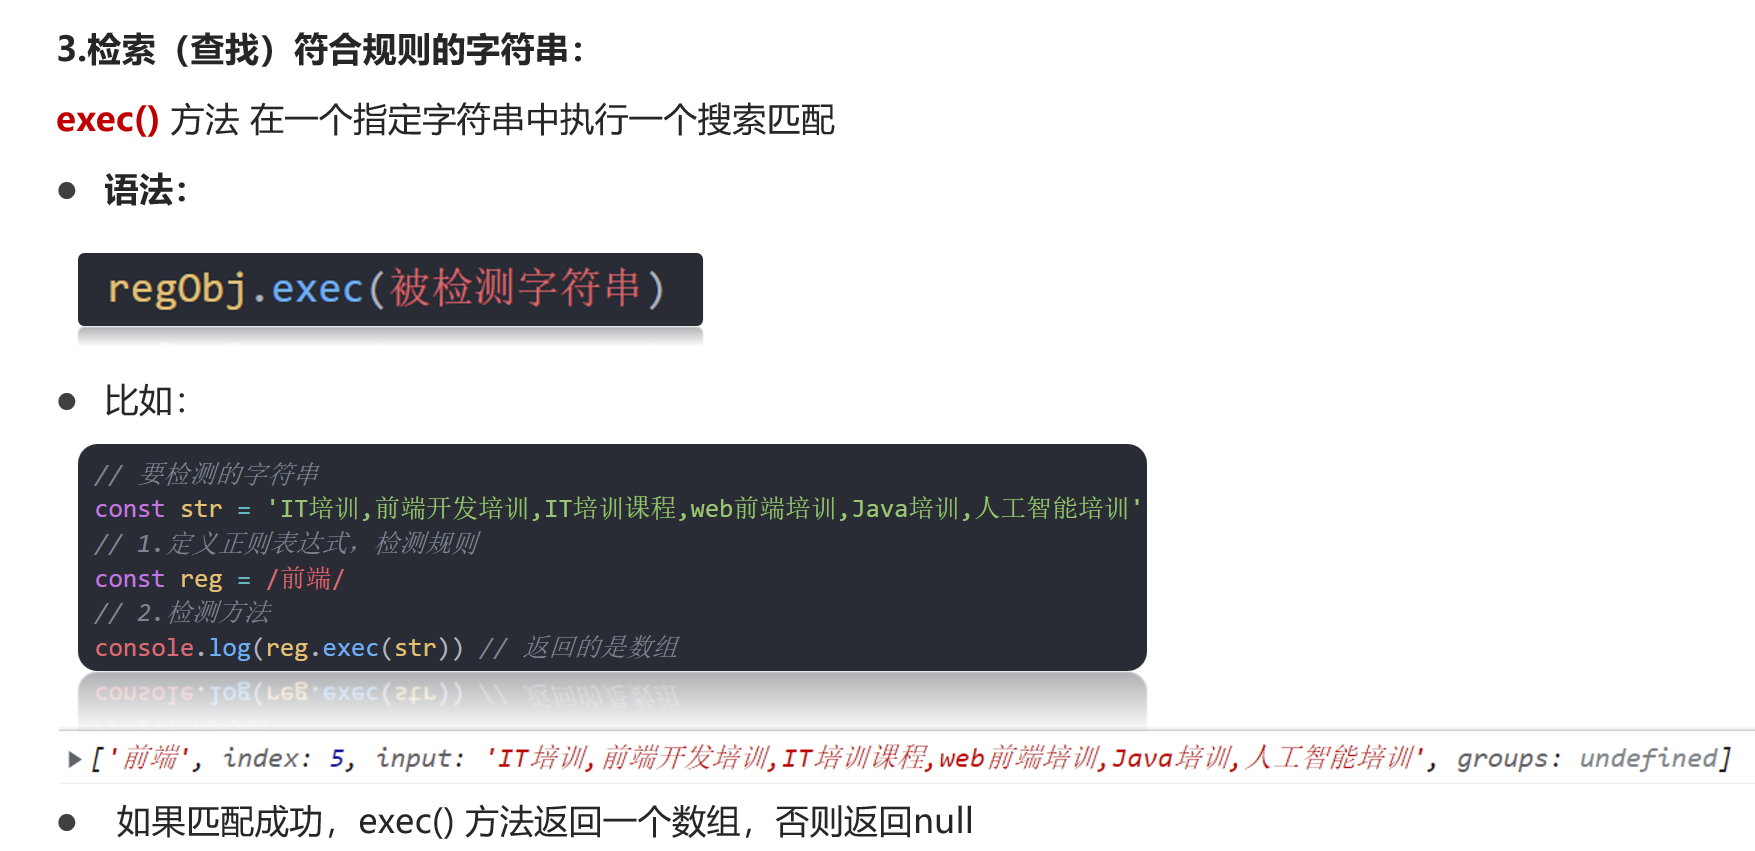 3.检索（查找）符合规则的字符串：
exec() 方法 在一个指定字符串中执行一个搜索匹配
● 语法：
regObj.exec(被检测字符串)
● 比如：
// 要检测的字符串
const str = 'IT培训,前端开发培训,IT培训课程,web前端培训,Java培训,人工智能培训'
// 1.定义正则表达式，检测规则
const reg = /前端/
// 2.检测方法
console.log(reg.exec(str)) // 返回的是数组
▶ ['前端', index: 5, input: 'IT培训,前端开发培训,IT培训课程,web前端培训,Java培训,人工智能培训', groups: undefined]
● 如果匹配成功，exec() 方法返回一个数组，否则返回null